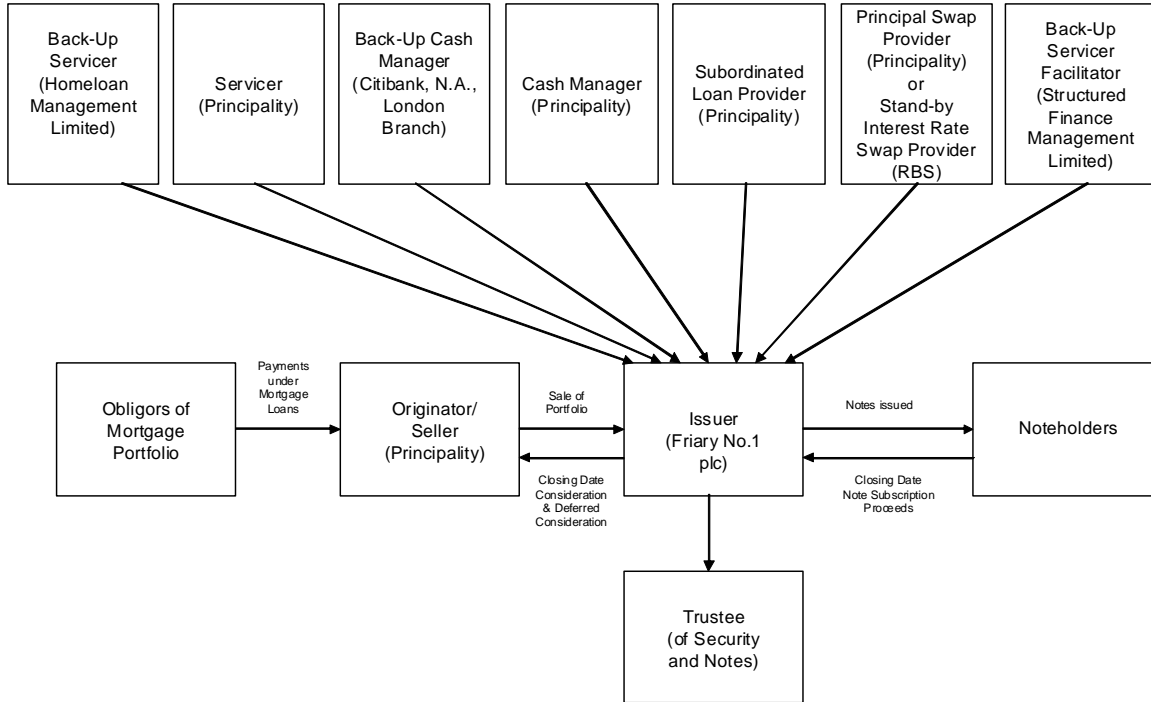 Back-Up
Servicer
(Homeloan
Management
Limited)
Servicer
(Principality)
Back-Up Cash
Manager
(Citibank, N.A.,
London
Branch)
Cash Manager
(Principality)
Subordinated
Loan Provider
(Principality)
Principal Swap
Provider
(Principality)
or
Stand-by
Interest Rate
Swap Provider
(RBS)
Back-Up
Servicer
Facilitator
(Structured
Finance
Management
Limited)
Obligors of
Mortgage
Portfolio
Payments
under
Mortgage
Loans
Originator/
Seller
(Principality)
Sale of
Portfolio
Closing Date
Consideration
& Deferred
Consideration
Issuer
(Friary No.1
plc)
Notes issued
Closing Date
Note Subscription
Proceeds
Noteholders
Trustee
(of Security
and Notes)